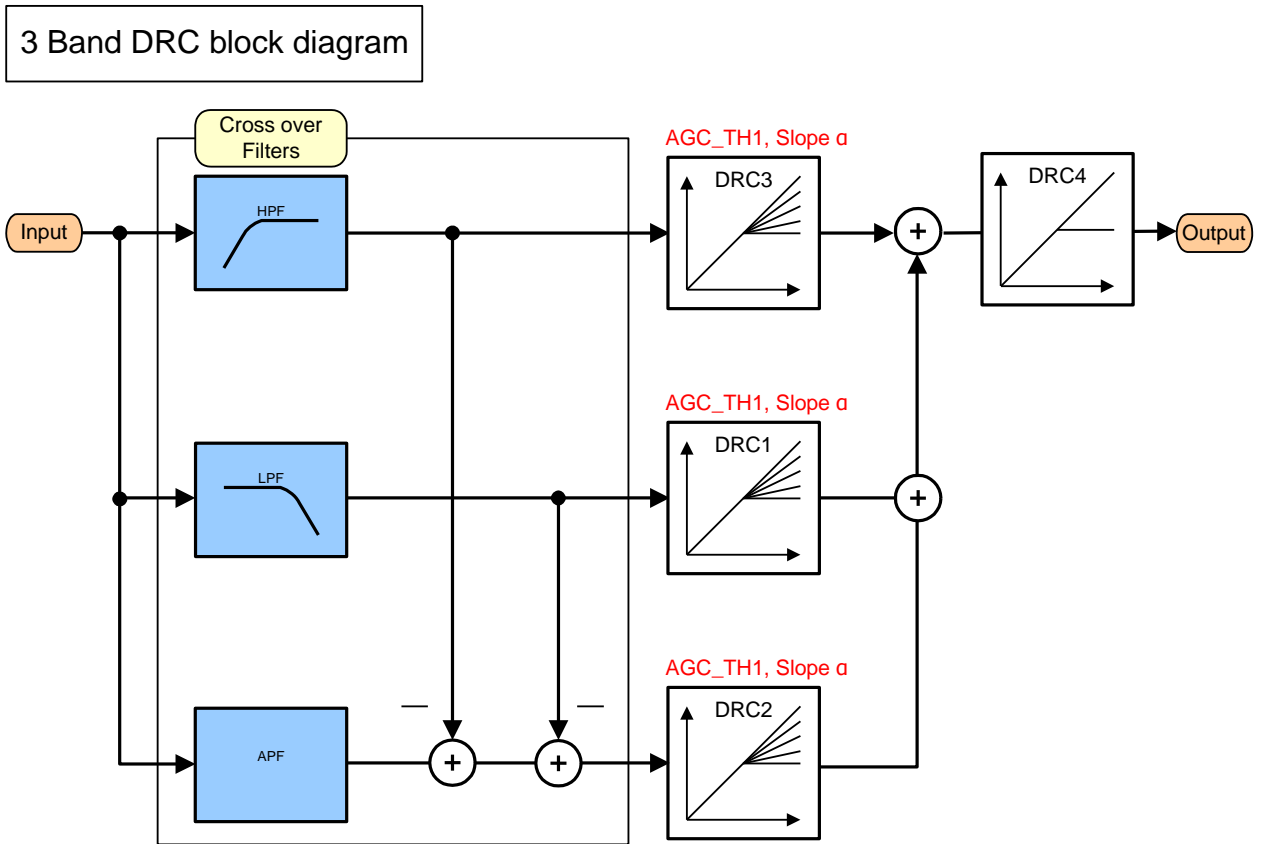 3 Band DRC block diagram
Cross over
Filters
AGC_TH1, Slope α
HPF
DRC3
DRC4
Input
+
Output
AGC_TH1, Slope α
LPF
DRC1
+
AGC_TH1, Slope α
— —
APF
DRC2
+ +